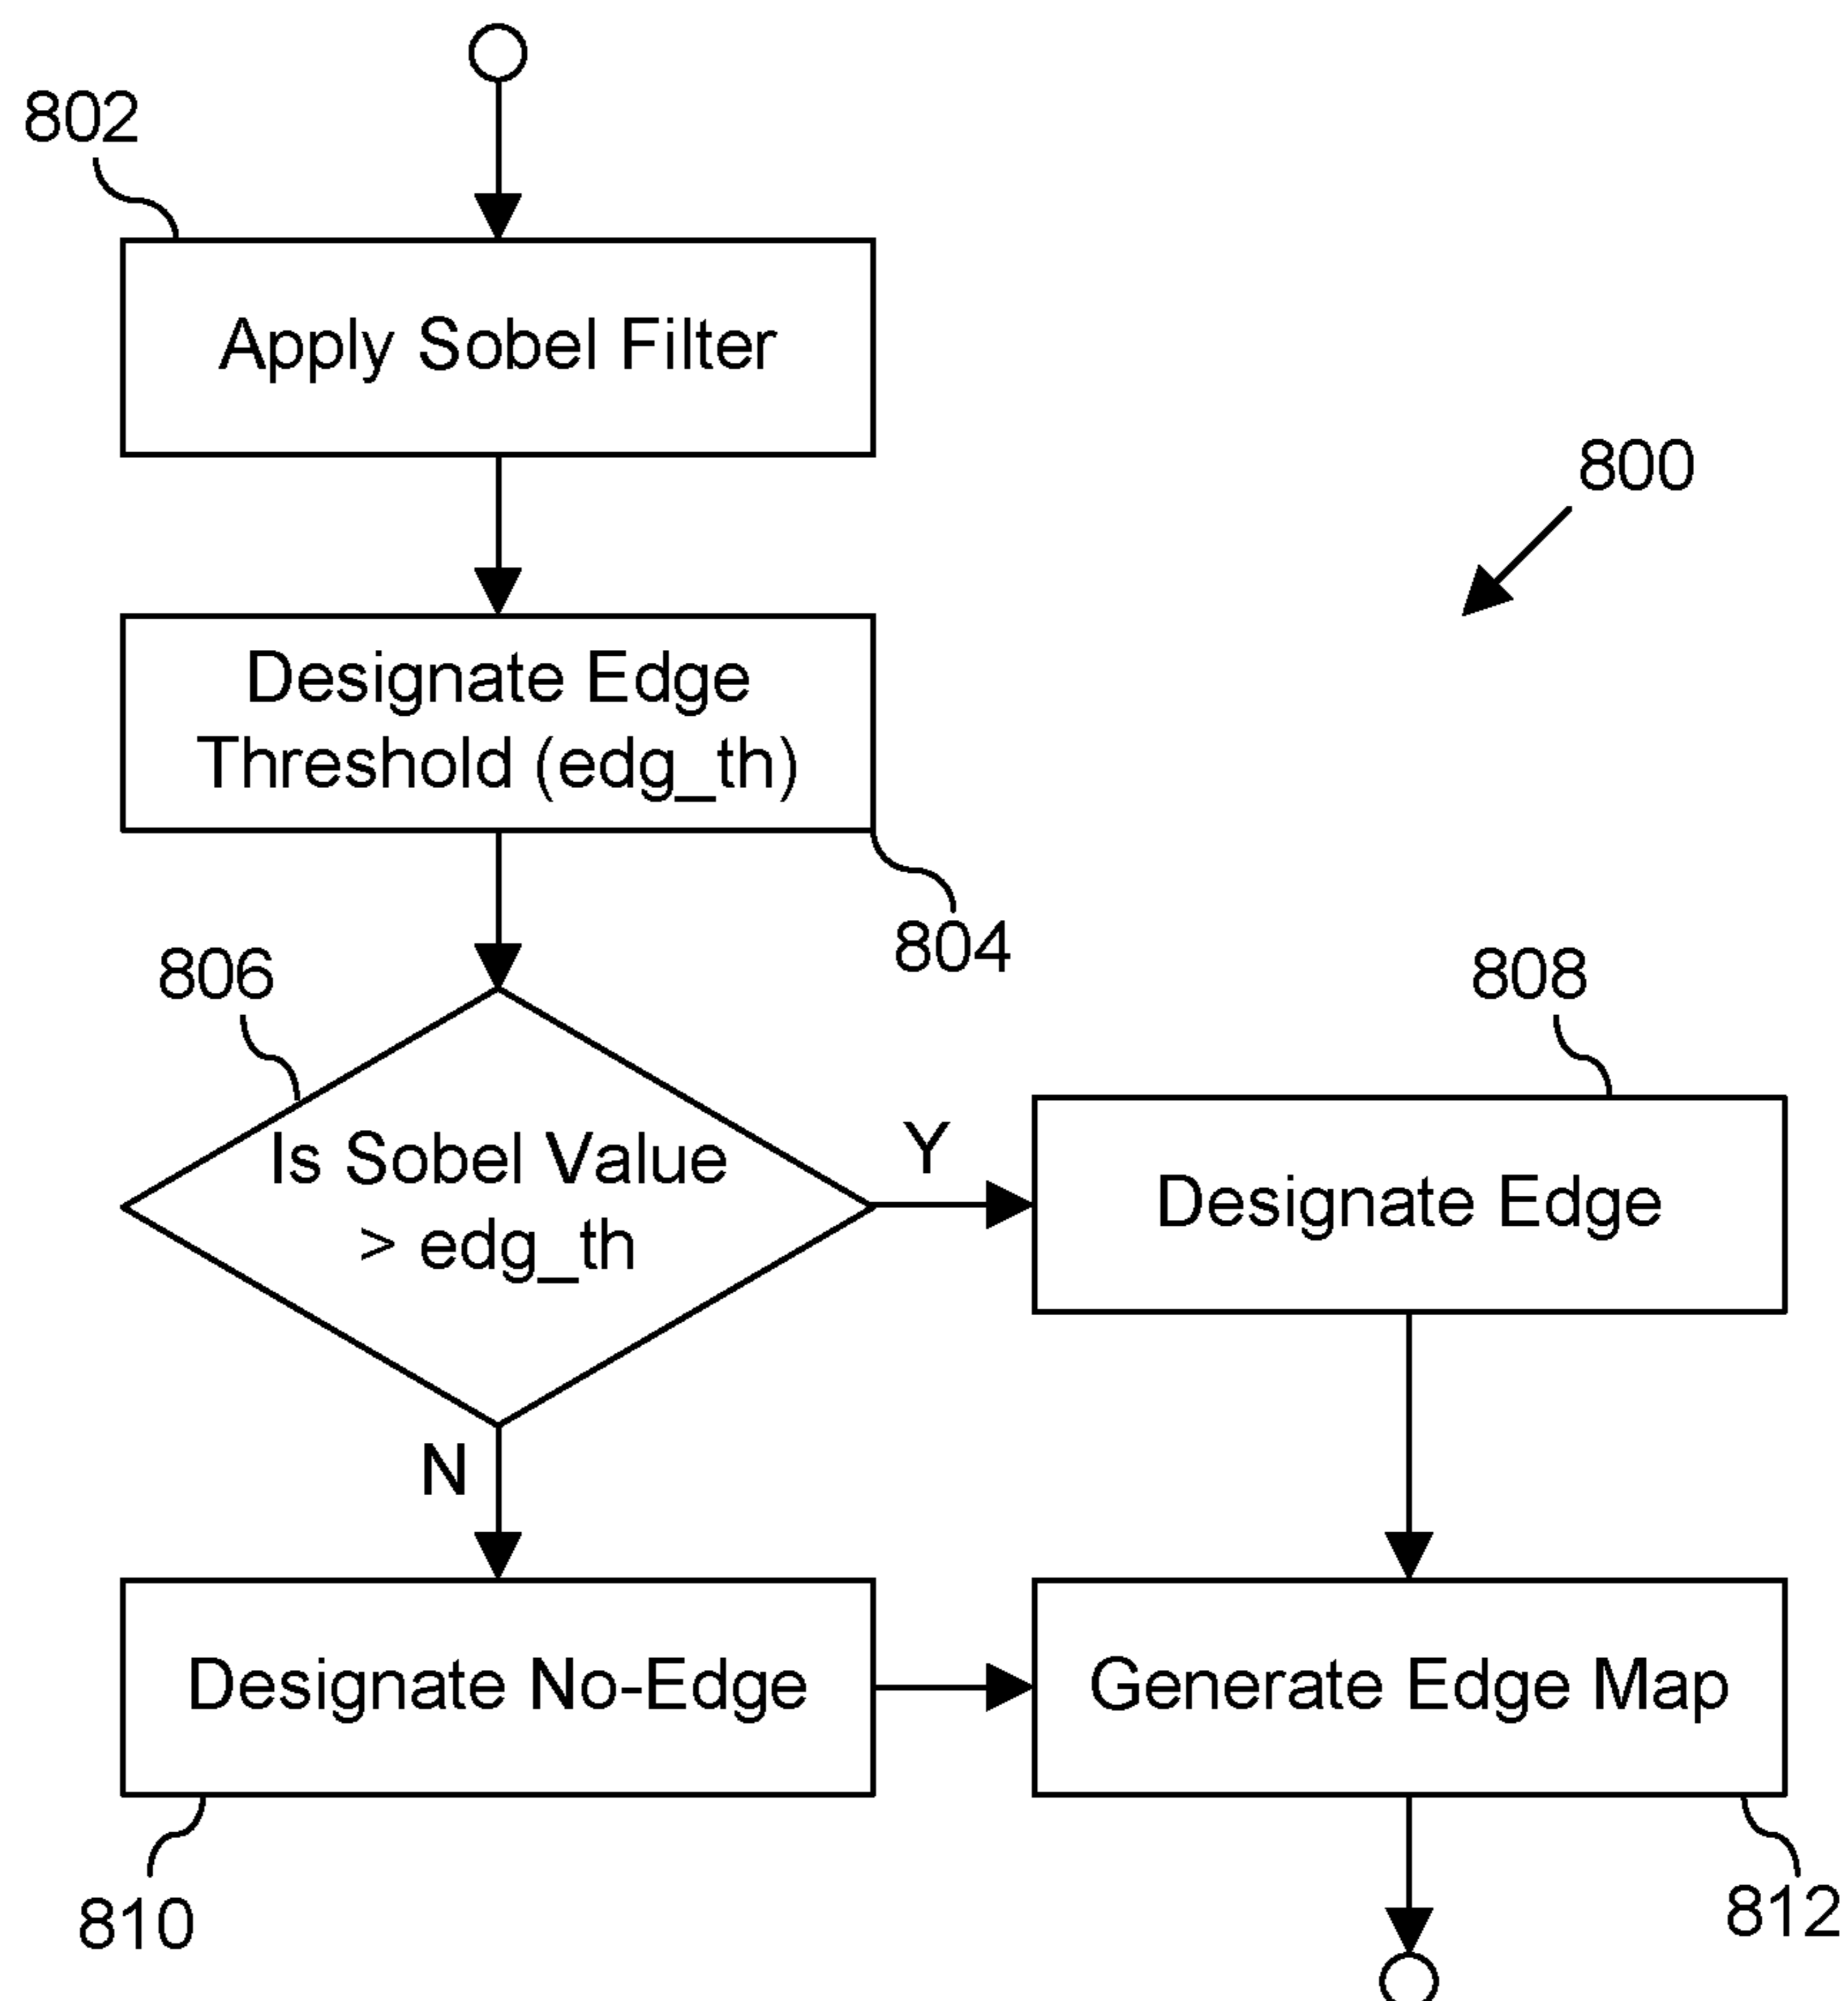 802
Apply Sobel Filter
800
Designate Edge
Threshold (edg_th)
804
806
808
Is Sobel Value
> edg_th
Y
Designate Edge
N
Designate No-Edge
Generate Edge Map
810
812